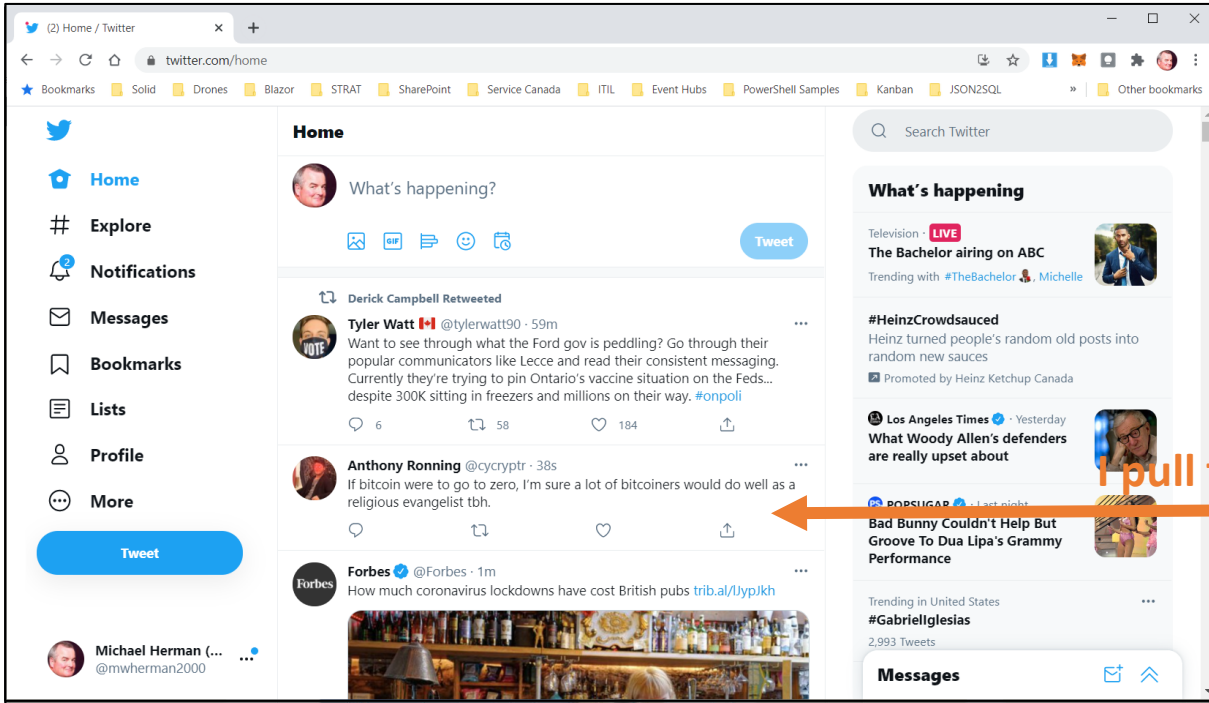 (2) Home / Twitter
twitter.com/home
Bookmarks Solid Drones Blazor STRAT SharePoint Service Canada ITIL Event Hubs PowerShell Samples Kanban JSON2SQL » Other bookmarks
Home
Explore
2
Notifications
Messages
Bookmarks
Lists
Profile
More
Tweet
Michael Herman (...
@mwherman2000
Home
What's happening?
GIF
Tweet
Derick Campbell Retweeted
Tyler Watt @tylerwatt90 · 59m
Want to see through what the Ford gov is peddling? Go through their
popular communicators like Lecce and read their consistent messaging.
Currently they're trying to pin Ontario's vaccine situation on the Feds...
despite 300K sitting in freezers and millions on their way. #onpoli
6 58 184
VOTE
Anthony Ronning @cycryptr · 38s
If bitcoin were to go to zero, I'm sure a lot of bitcoiners would do well as a
religious evangelist tbh.
Forbes
Forbes @Forbes · 1m
How much coronavirus lockdowns have cost British pubs trib.al/lJypJkh
Search Twitter
What's happening
Television · LIVE
The Bachelor airing on ABC
Trending with #TheBachelor, Michelle
#HeinzCrowdsauced
Heinz turned people's random old posts into
random new sauces
Promoted by Heinz Ketchup Canada
Los Angeles Times · Yesterday
What Woody Allen's defenders
are really upset about
I pull
PS POPSUGAR · Last night
Bad Bunny Couldn't Help But
Groove To Dua Lipa's Grammy
Performance
Trending in United States
#GabrielIglesias
2,993 Tweets
Messages